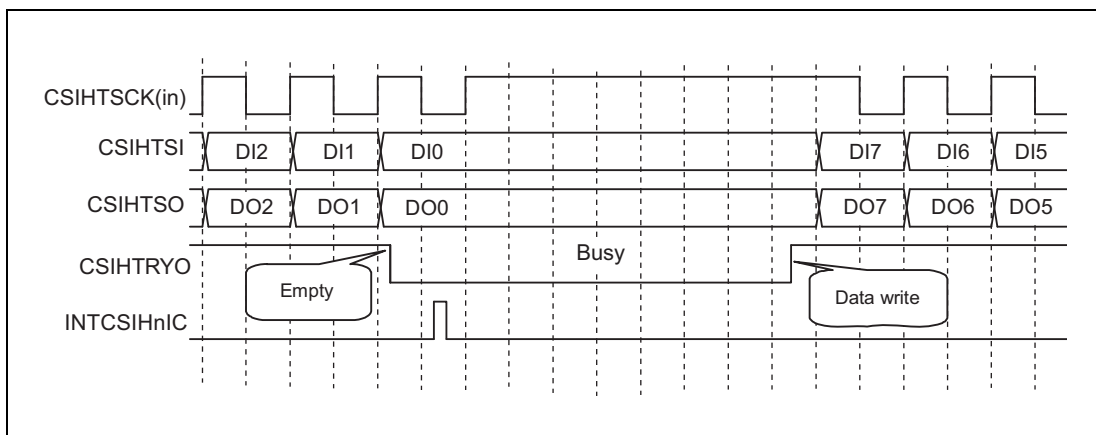 CSIHTSCK(in)
CSIHTSI DI2 DI1 DI0 DI7 DI6 DI5
CSIHTSO DO2 DO1 DO0 DO7 DO6 DO5
CSIHTRYO Busy
Empty Data write
INTCSIHnIC